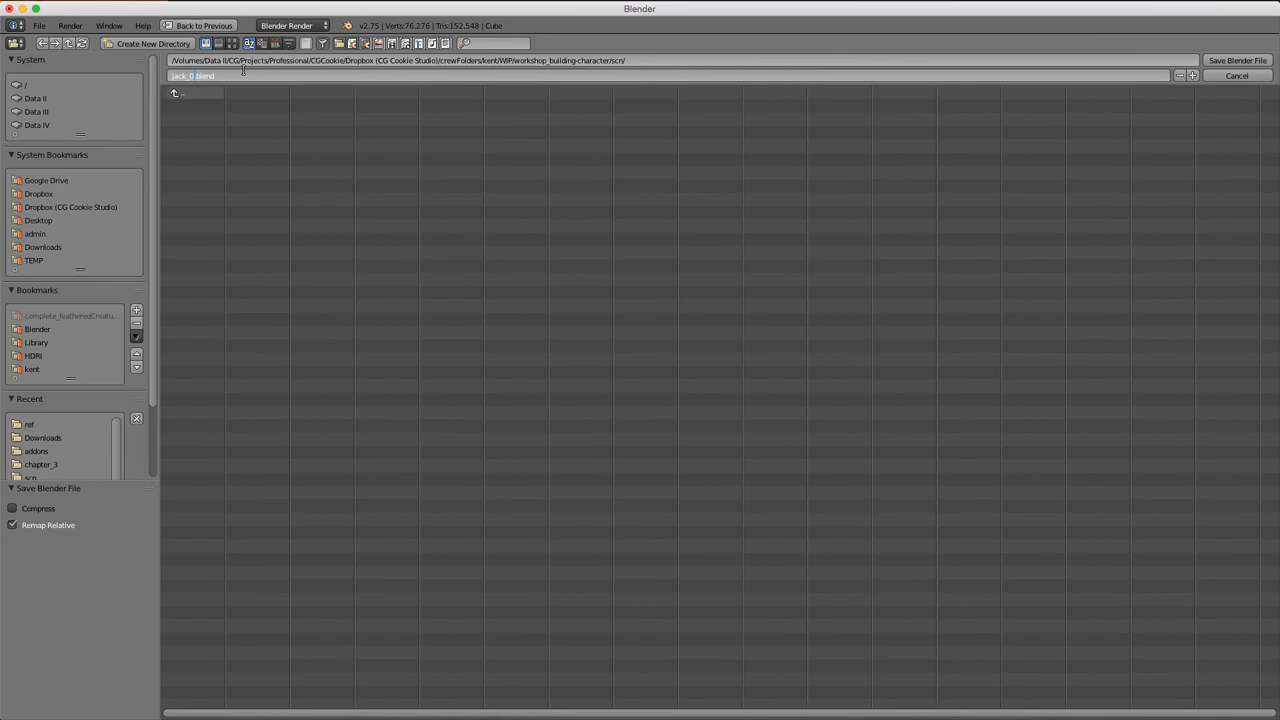 Blender
File Render Window Help Back to Previous Blender Render v2.75 | Verts:76,276 | Tris:152,548 | Cube
Create New Directory
System
/Volumes/Data II/CG/Projects/Professional/CGCookie/Dropbox (CG Cookie Studio)/crewFolders/kent/WIP/workshop_building-character/scn/ Save Blender File
jack_0.blend Cancel
/
..
Data II
Data III
Data IV
System Bookmarks
Google Drive
Dropbox
Dropbox (CG Cookie Studio)
Desktop
admin
Downloads
TEMP
Bookmarks
complete_featheredCreatu...
Blender
Library
HDRI
kent
Recent
ref
Downloads
addons
chapter_3
scn
Save Blender File
Compress
Remap Relative